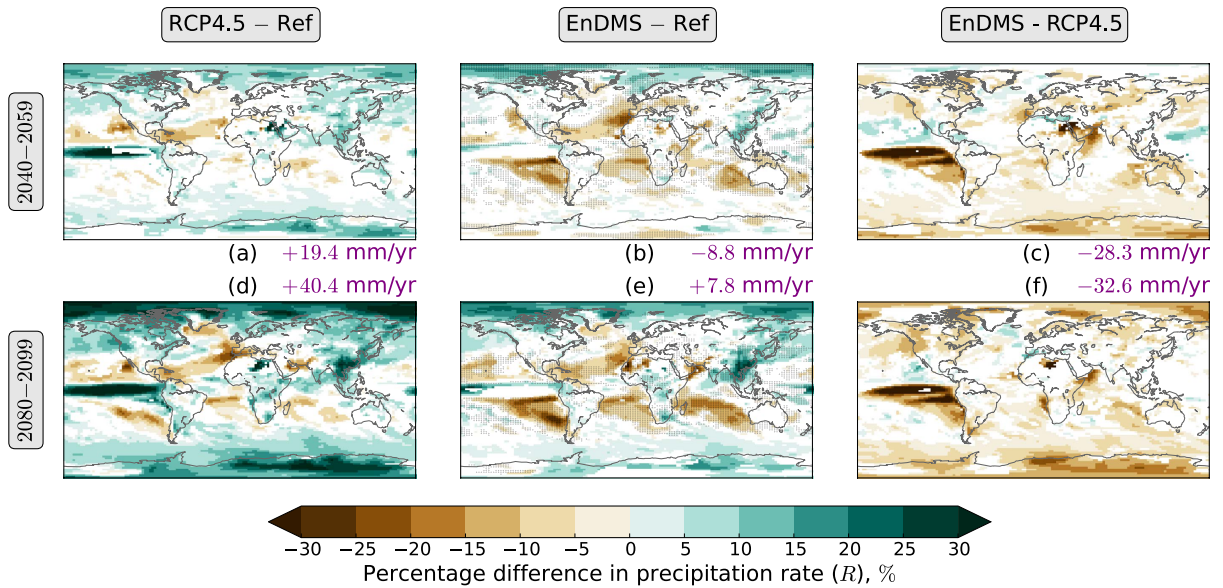 RCP4.5 − Ref
EnDMS − Ref
EnDMS - RCP4.5
2040−2059
(a) +19.4 mm/yr
(b) −8.8 mm/yr
(c) −28.3 mm/yr
(d) +40.4 mm/yr
(e) +7.8 mm/yr
(f) −32.6 mm/yr
2080−2099
−30 −25 −20 −15 −10 −5 0 5 10 15 20 25 30
Percentage difference in precipitation rate (R), %